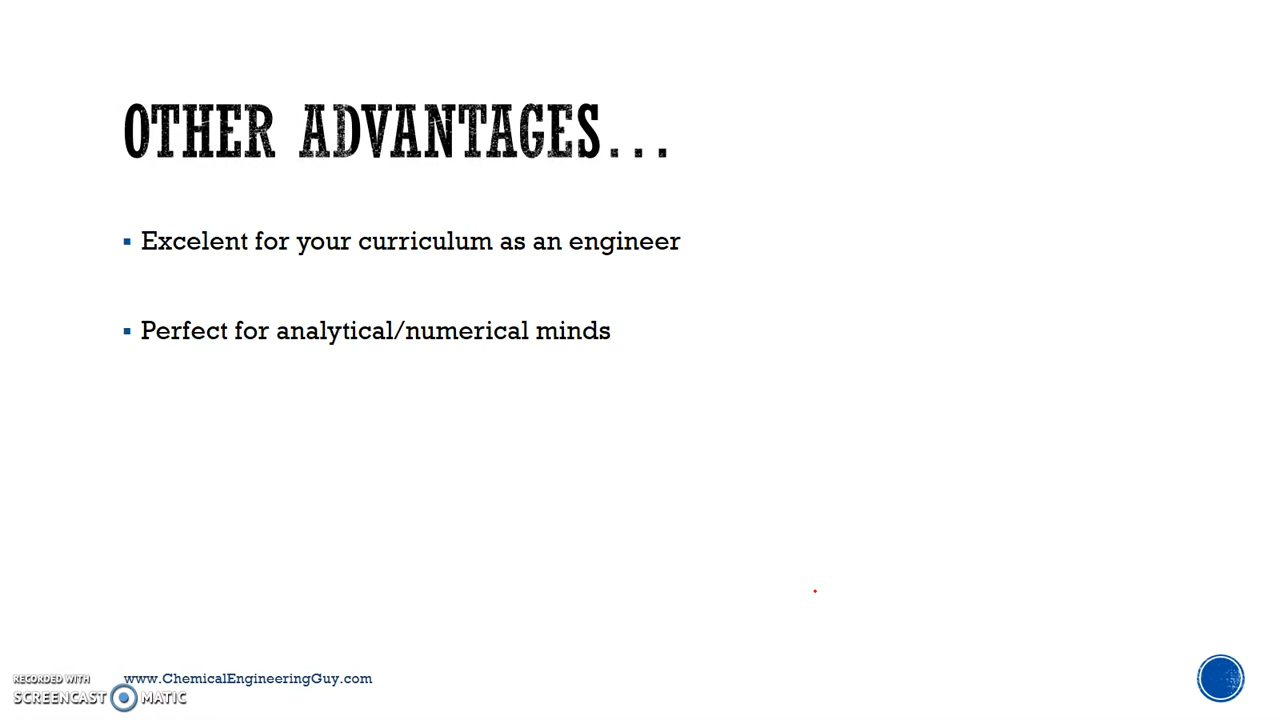 OTHER ADVANTAGES...
▪ Excelent for your curriculum as an engineer
▪ Perfect for analytical/numerical minds
www.ChemicalEngineeringGuy.com
RECORDED WITH
SCREENCAST MATIC